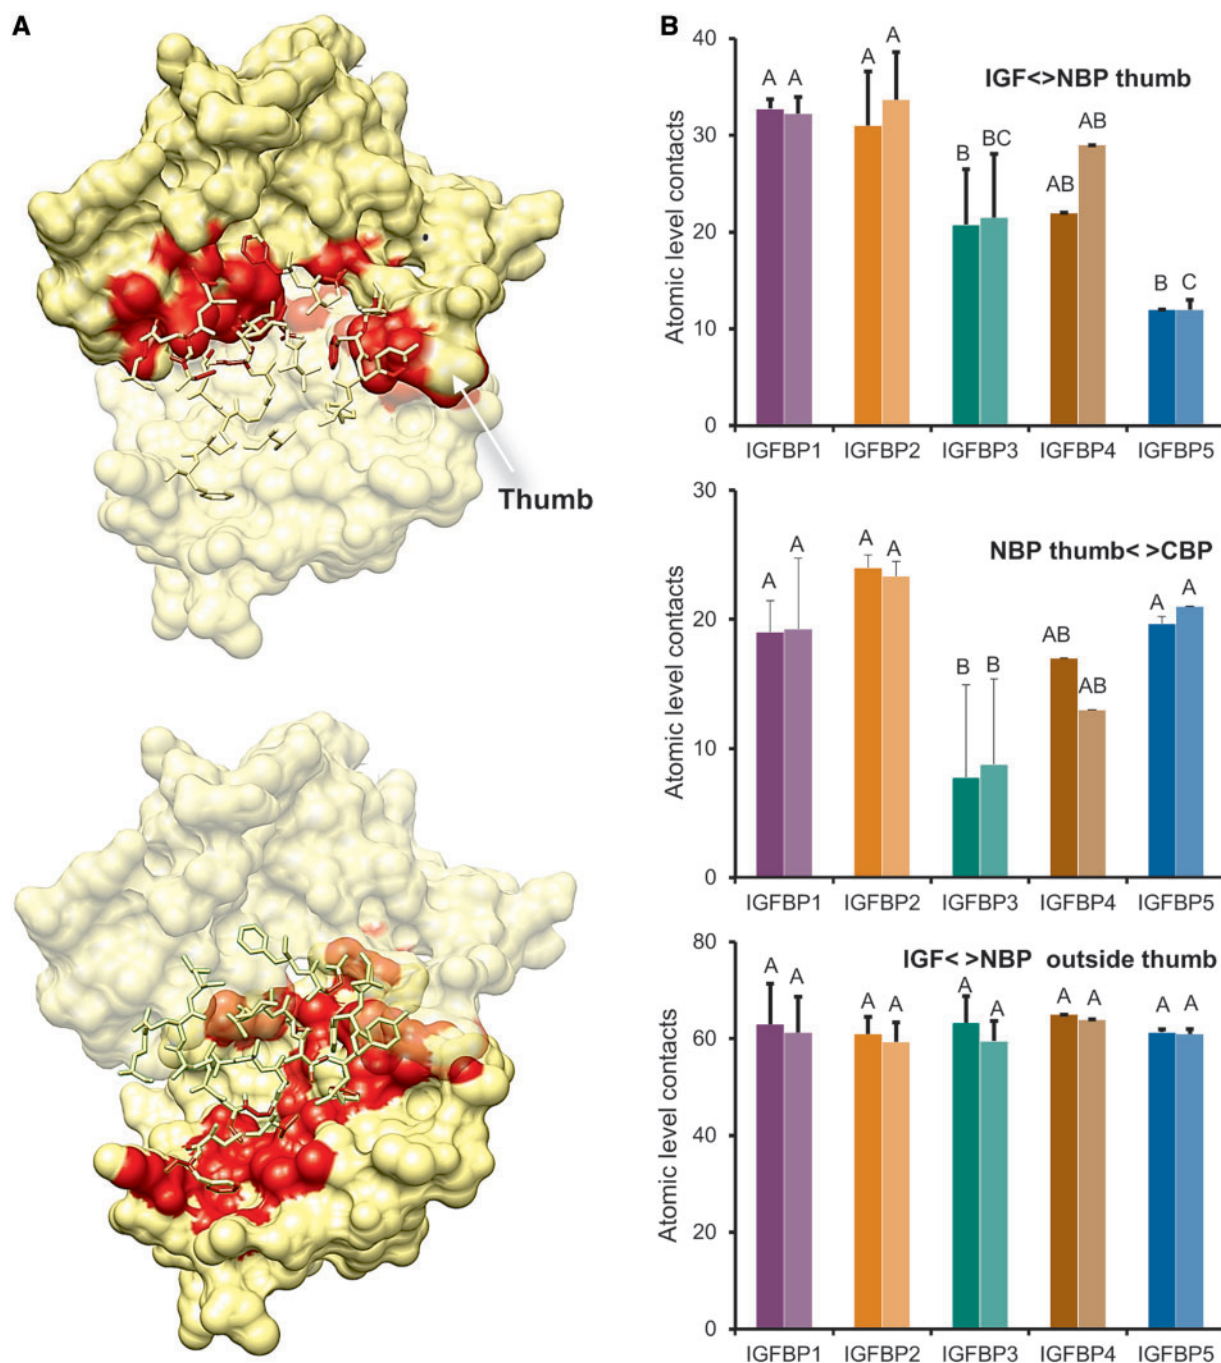 A
Thumb
B
IGF<>NBP thumb
Atomic level contacts
40
30
20
10
0
A A A A B BC AB AB B C
IGFBP1 IGFBP2 IGFBP3 IGFBP4 IGFBP5
NBP thumb< >CBP
Atomic level contacts
30
20
10
0
A A A A B B AB AB A A
IGFBP1 IGFBP2 IGFBP3 IGFBP4 IGFBP5
IGF< >NBP outside thumb
Atomic level contacts
80
60
40
20
0
A A A A A A A A A A
IGFBP1 IGFBP2 IGFBP3 IGFBP4 IGFBP5